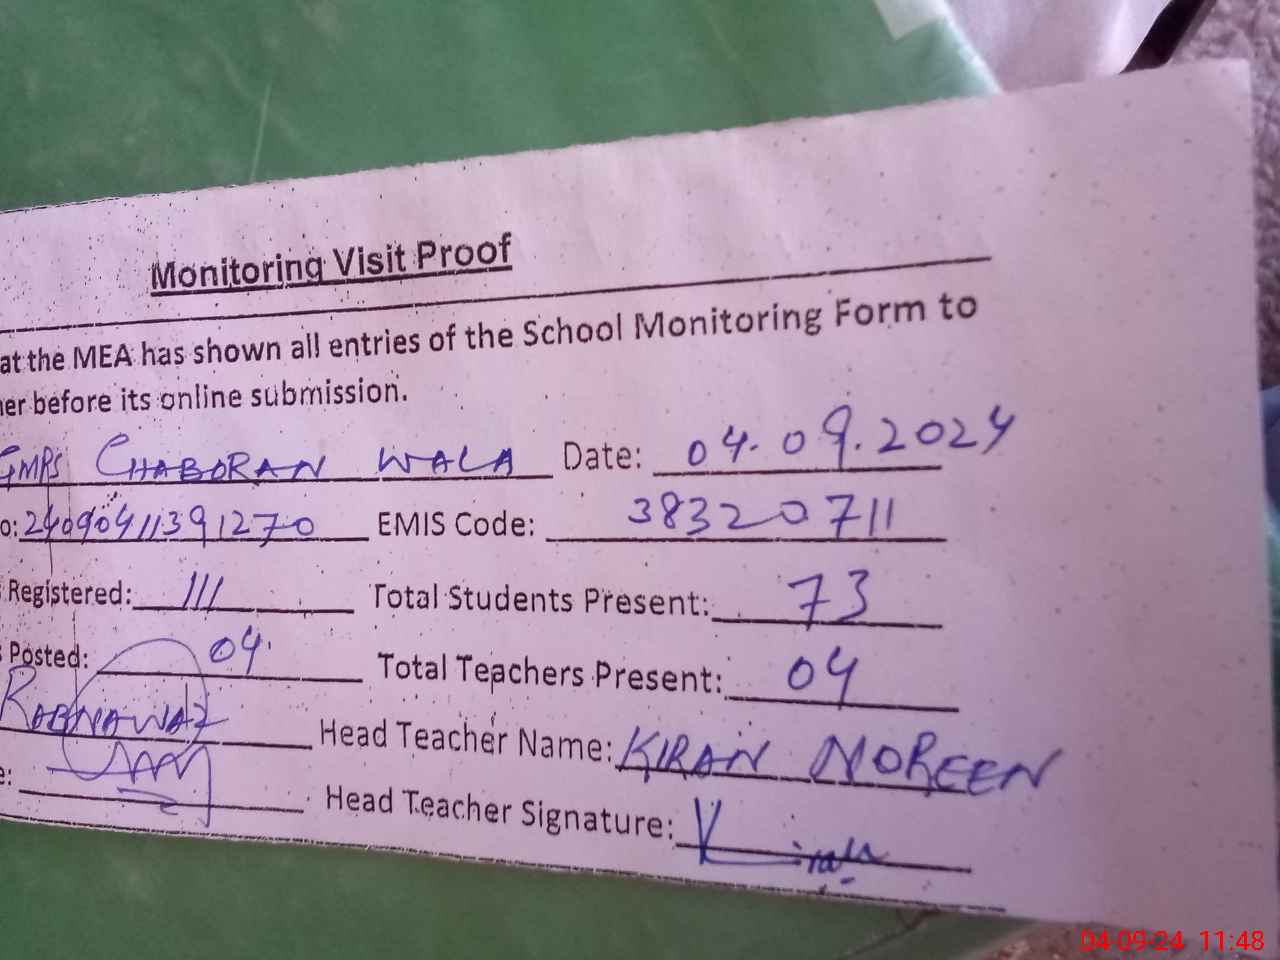 Monitoring Visit Proof
at the MEA has shown all entries of the School Monitoring Form to
her before its online submission.
GMPS CHABORAN WALA Date: 04.09.2024
o: 24090411391270 EMIS Code: 38320711
Registered: 111 Total Students Present: 73
Posted: 04 Total Teachers Present: 04
RABNAWAZ Head Teacher Name: KIRAN NOREEN
e: Head Teacher Signature: Kiran
04-09-24 11:48